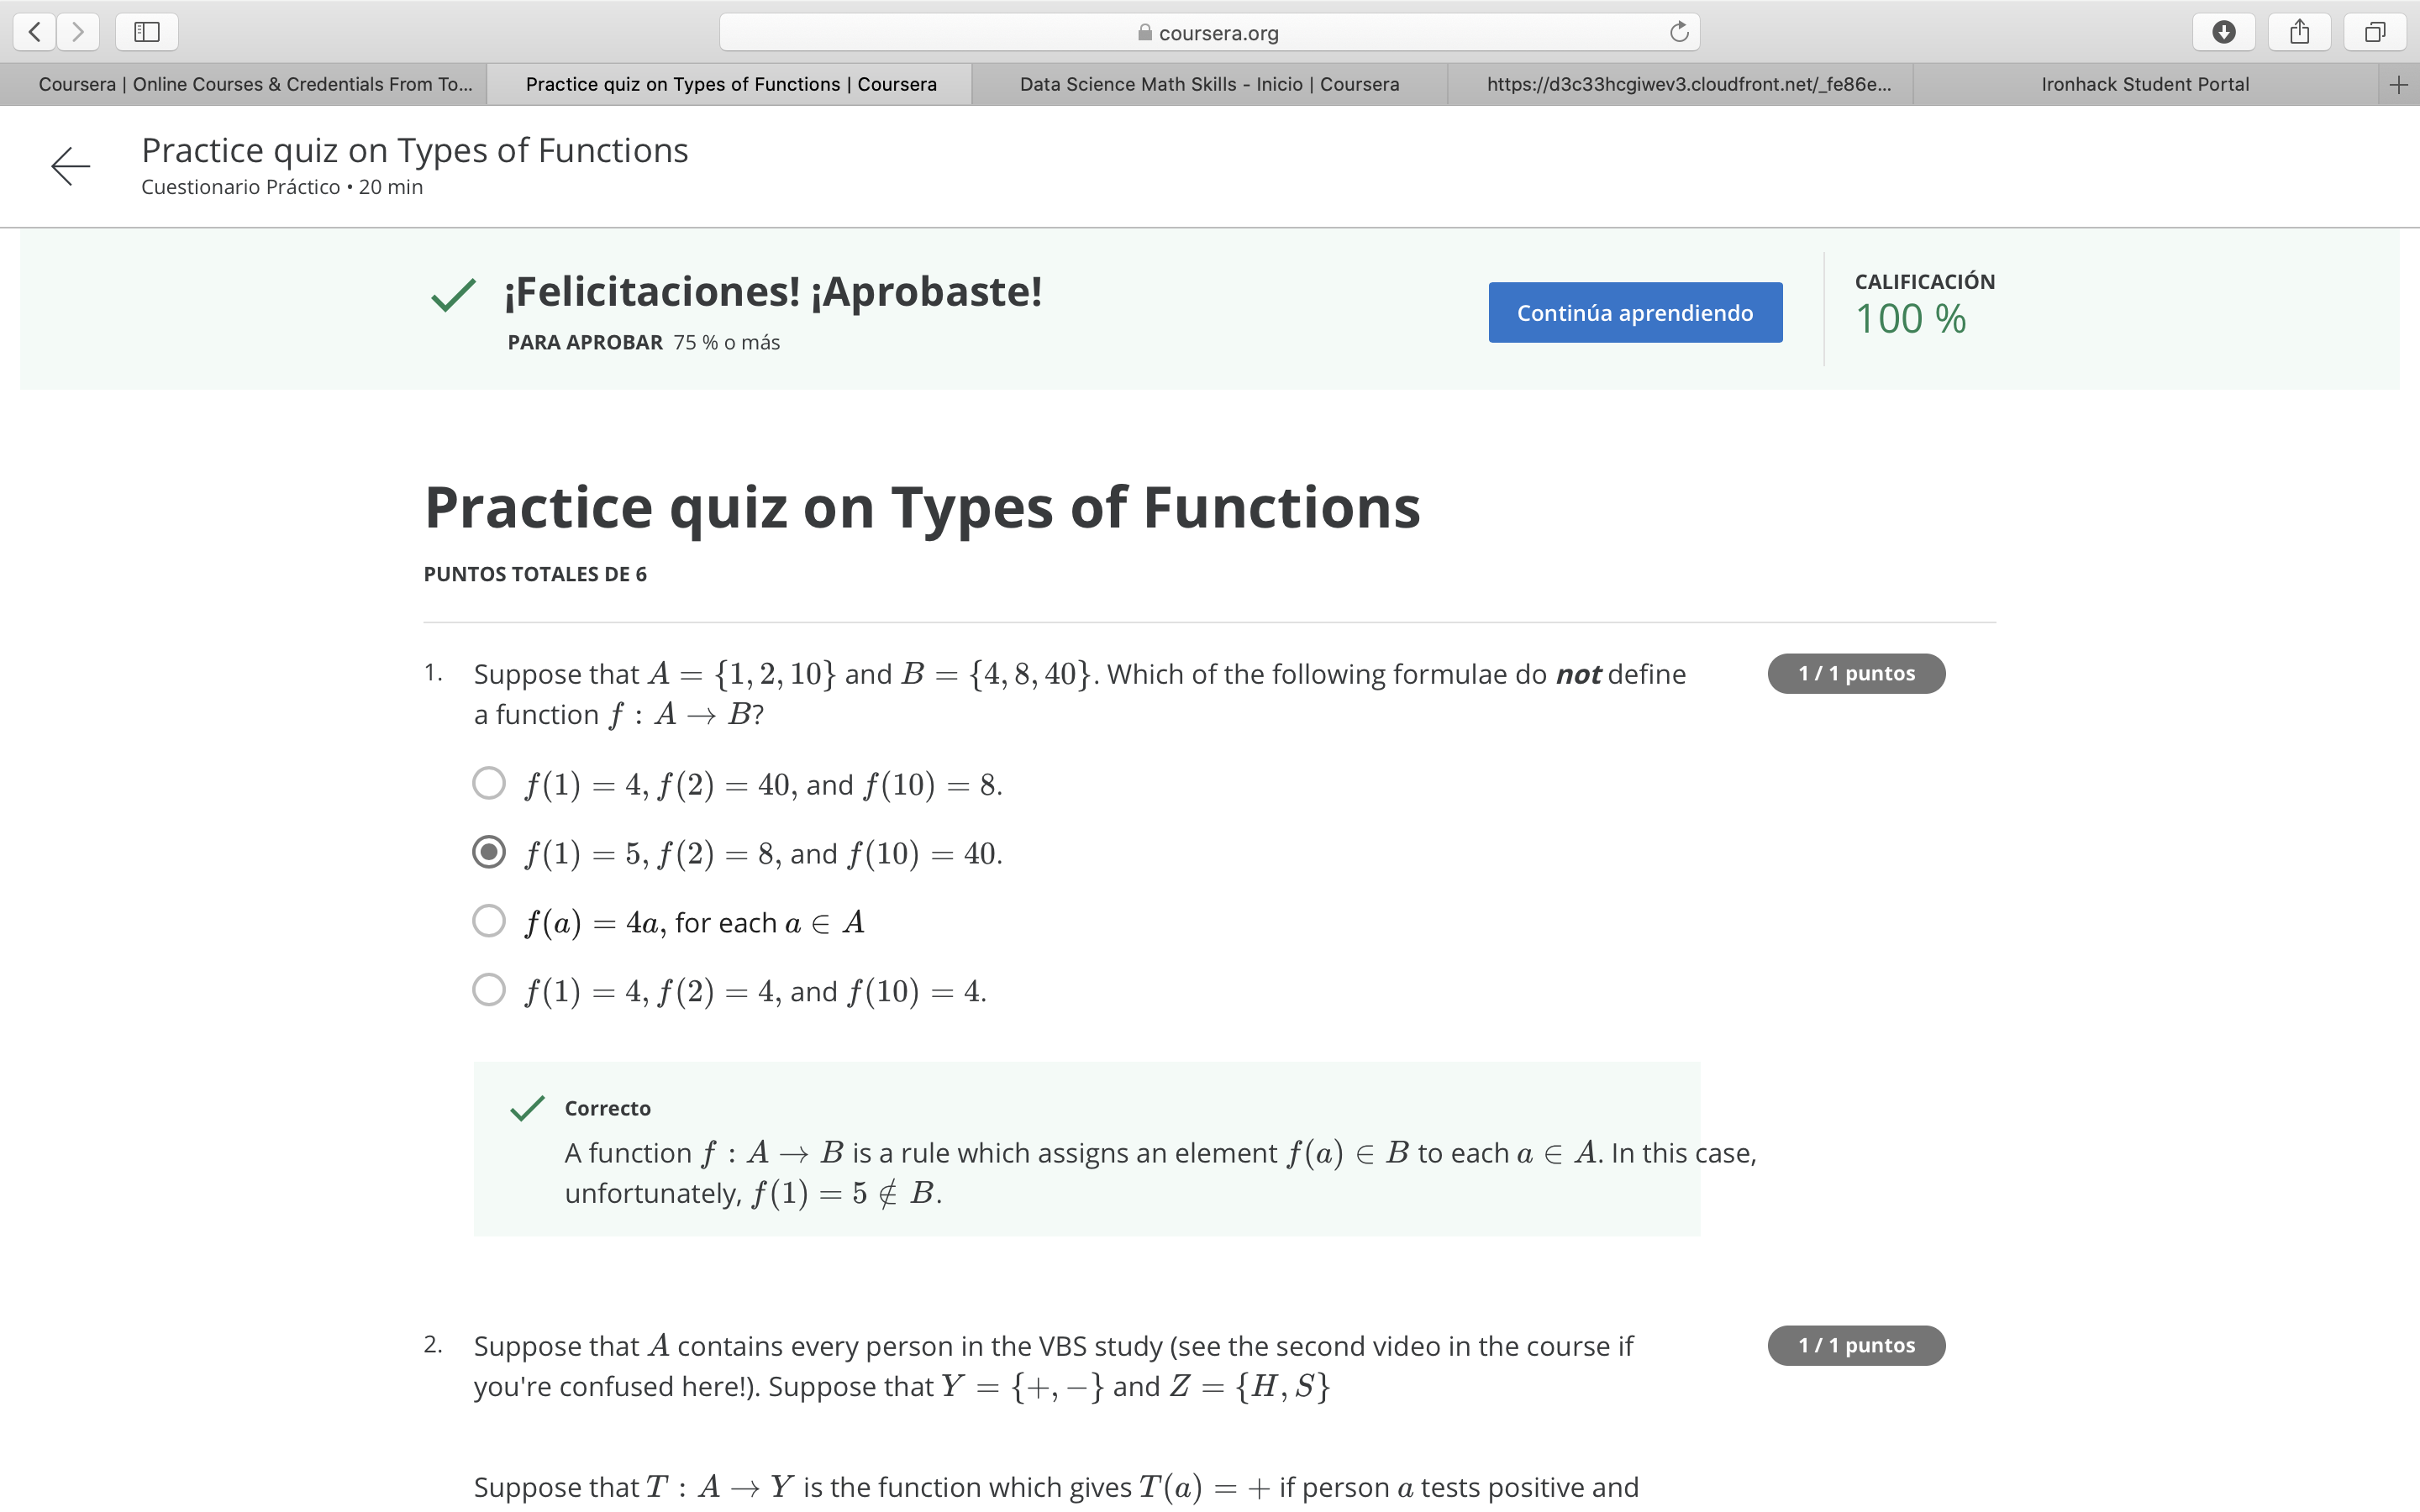 coursera.org
Coursera | Online Courses & Credentials From To...
Practice quiz on Types of Functions | Coursera
Data Science Math Skills - Inicio | Coursera
https://d3c33hcgiwev3.cloudfront.net/_fe86e...
Ironhack Student Portal
Practice quiz on Types of Functions
Cuestionario Práctico • 20 min
¡Felicitaciones! ¡Aprobaste!
PARA APROBAR 75 % o más
Continúa aprendiendo
CALIFICACIÓN
100 %
Practice quiz on Types of Functions
PUNTOS TOTALES DE 6
1. Suppose that A = {1, 2, 10} and B = {4, 8, 40}. Which of the following formulae do not define
a function f : A → B?
1 / 1 puntos
f(1) = 4, f(2) = 40, and f(10) = 8.
f(1) = 5, f(2) = 8, and f(10) = 40.
f(a) = 4a, for each a ∈ A
f(1) = 4, f(2) = 4, and f(10) = 4.
Correcto
A function f : A → B is a rule which assigns an element f(a) ∈ B to each a ∈ A. In this case,
unfortunately, f(1) = 5 ∉ B.
2. Suppose that A contains every person in the VBS study (see the second video in the course if
you're confused here!). Suppose that Y = {+, −} and Z = {H, S}
1 / 1 puntos
Suppose that T : A → Y is the function which gives T(a) = + if person a tests positive and